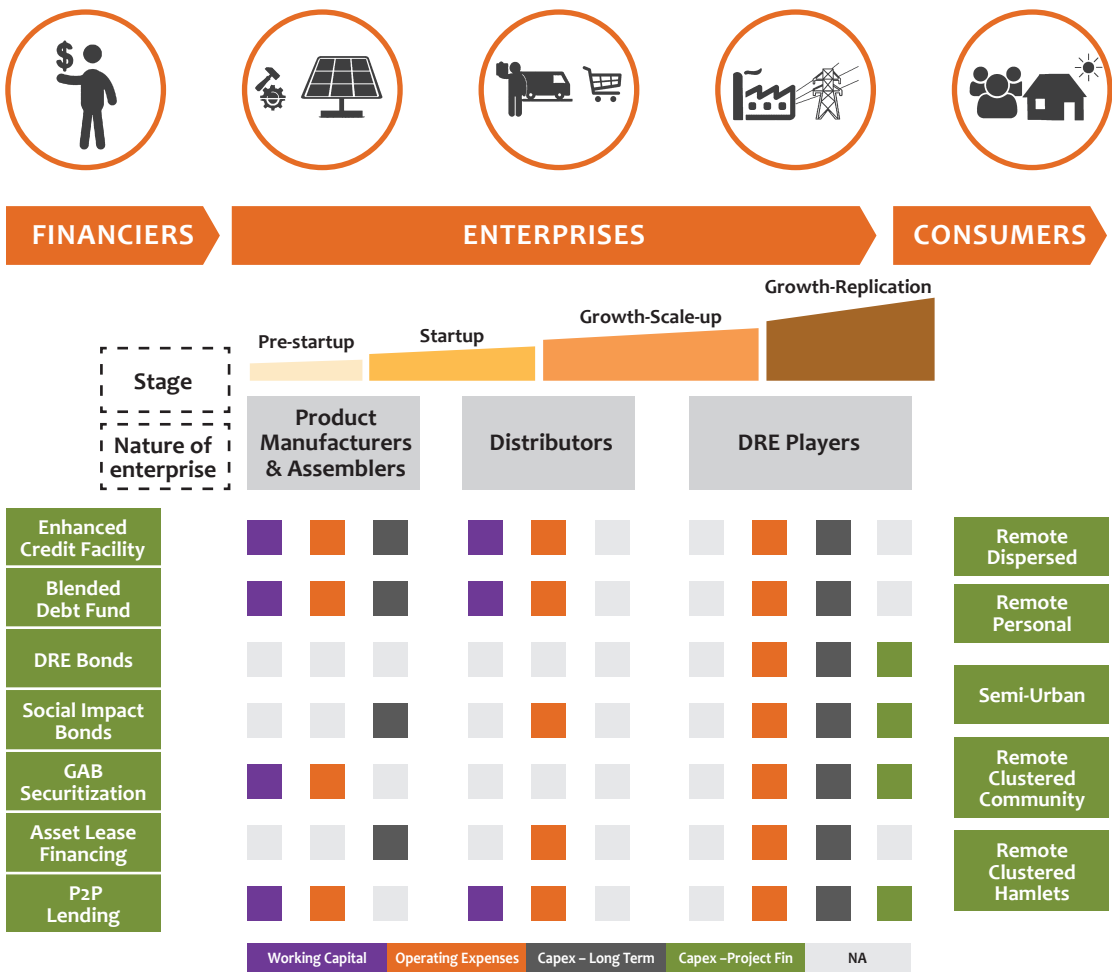 $
FINANCIERS
ENTERPRISES
CONSUMERS
Growth-Replication
Growth-Scale-up
Startup
Pre-startup
Stage
Nature of
enterprise
Product
Manufacturers
& Assemblers
Distributors
DRE Players
Enhanced
Credit Facility
Blended
Debt Fund
DRE Bonds
Social Impact
Bonds
GAB
Securitization
Asset Lease
Financing
P2P
Lending
Remote
Dispersed
Remote
Personal
Semi-Urban
Remote
Clustered
Community
Remote
Clustered
Hamlets
Working Capital
Operating Expenses
Capex – Long Term
Capex –Project Fin
NA